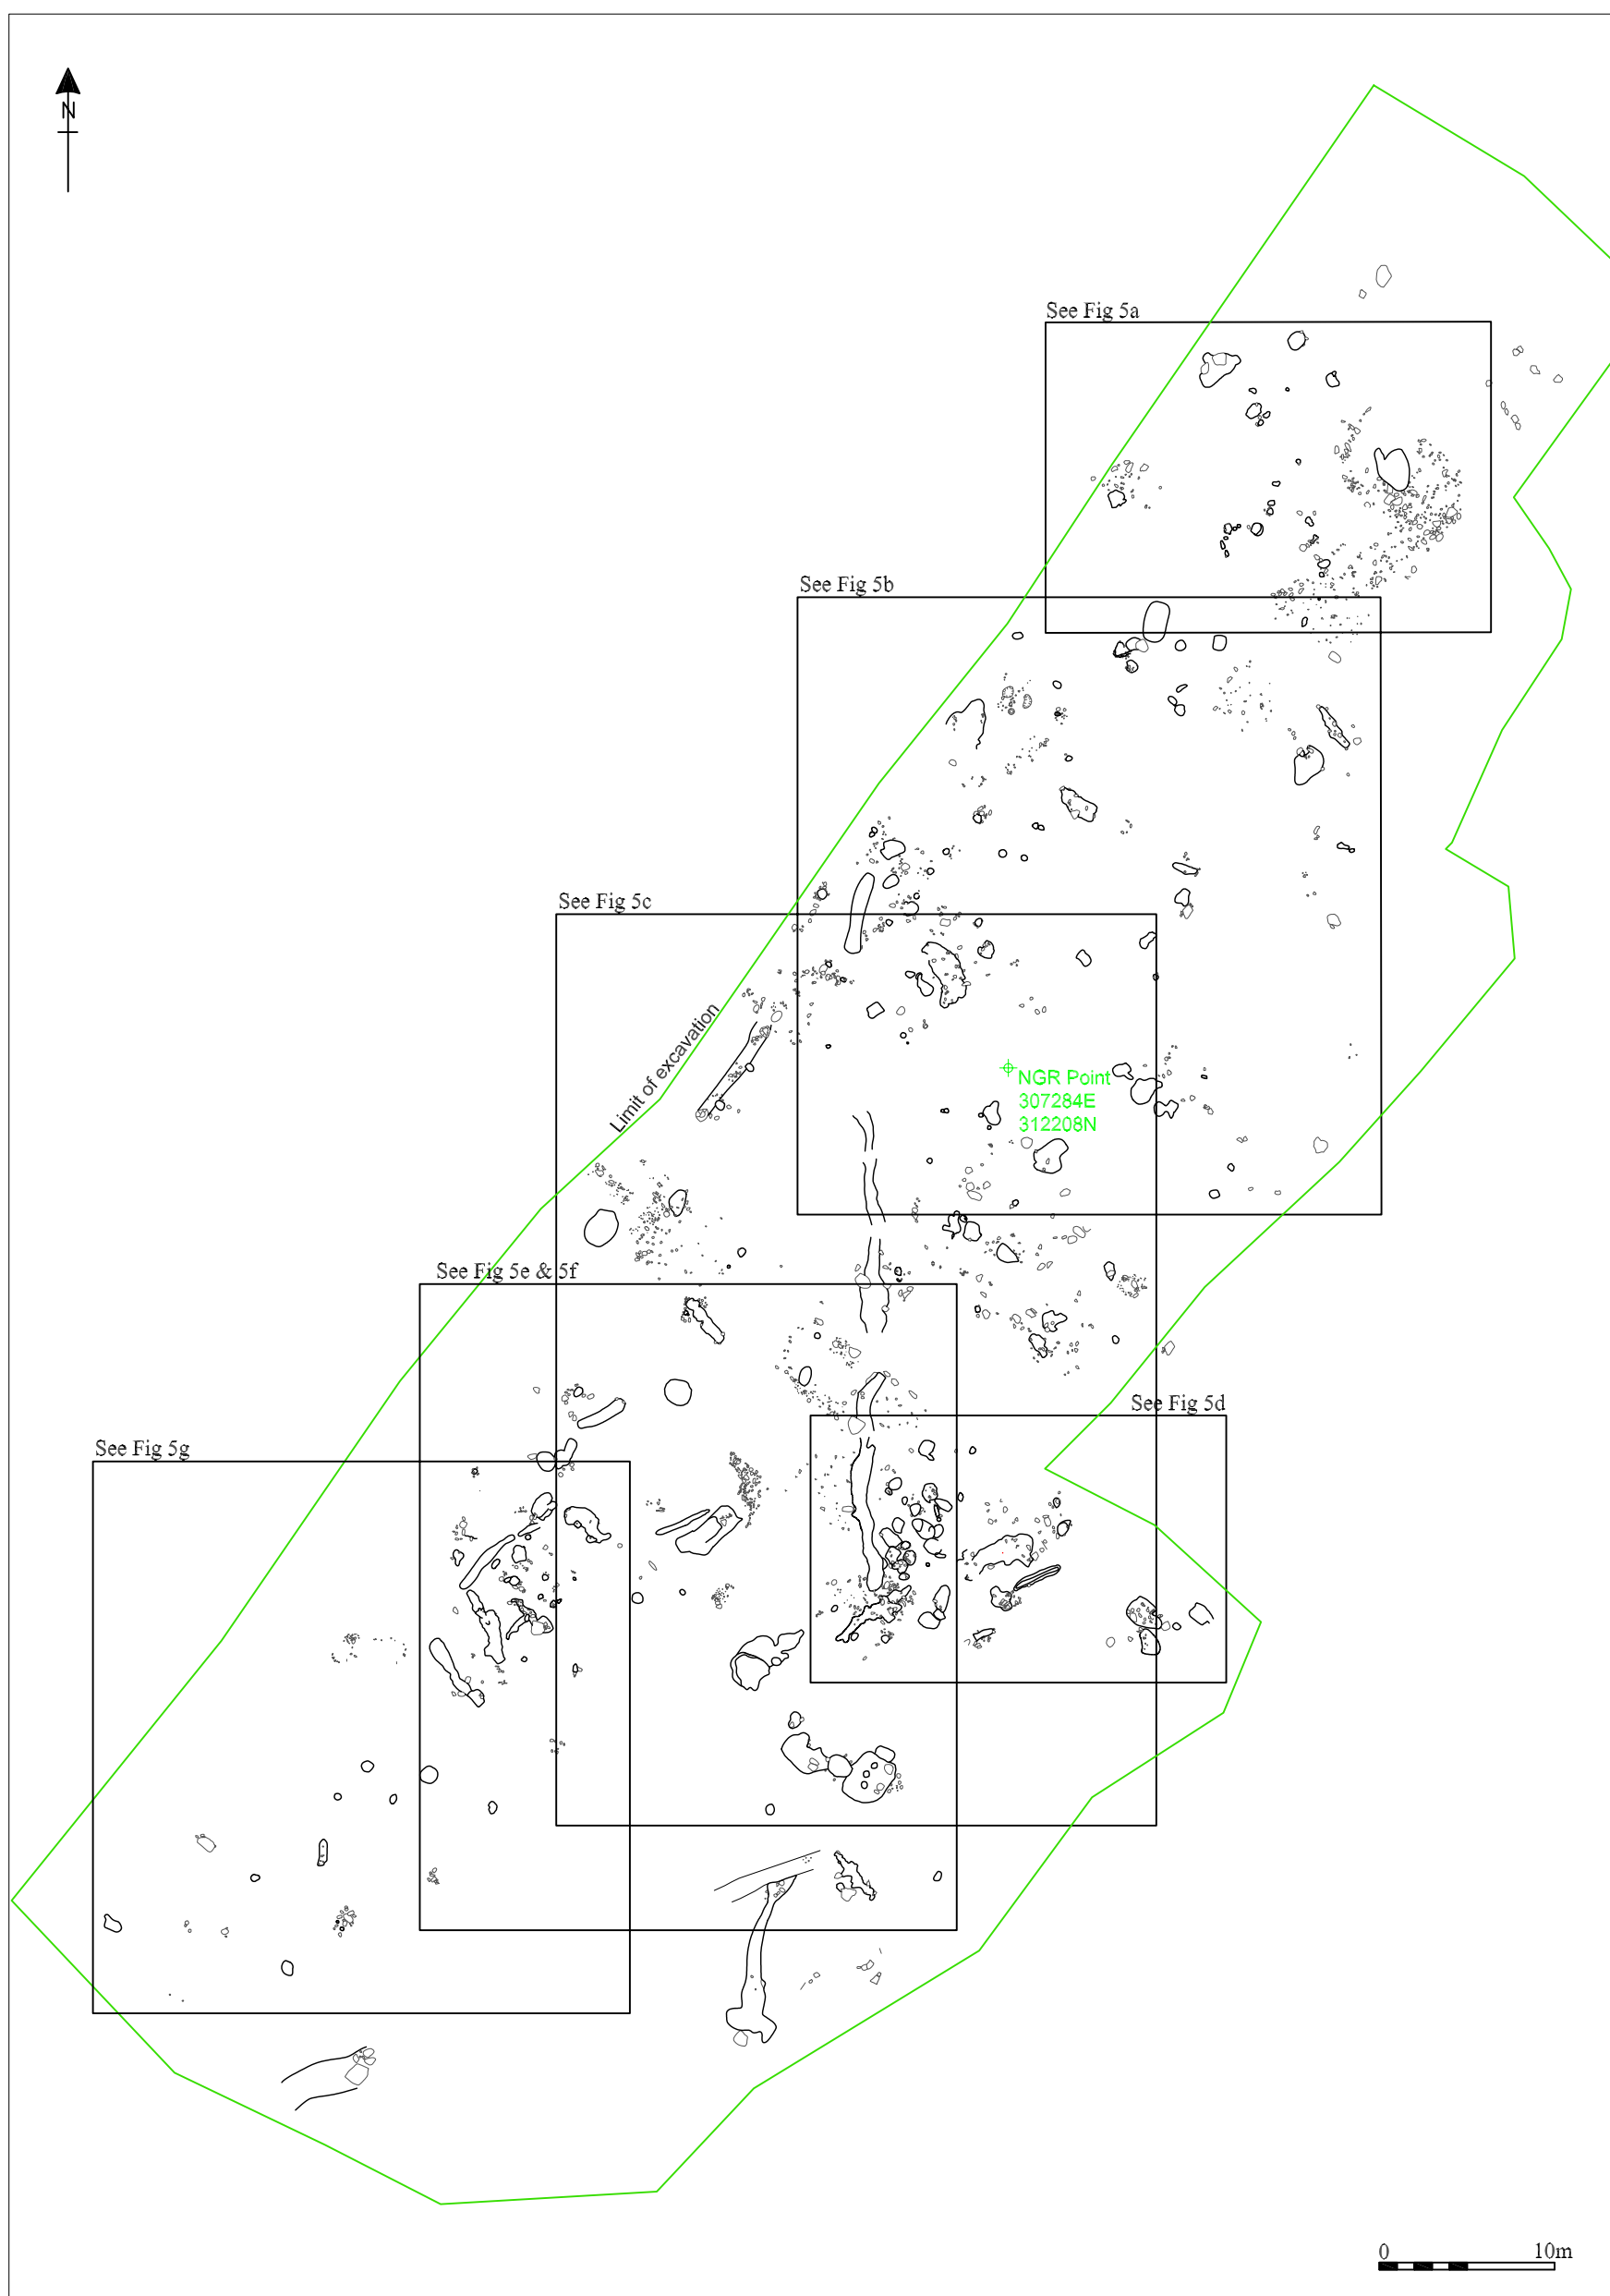 N
See Fig 5a
See Fig 5b
See Fig 5c
Limit of excavation
NGR Point
307284E
312208N
See Fig 5e & 5f
See Fig 5d
See Fig 5g
0 10m